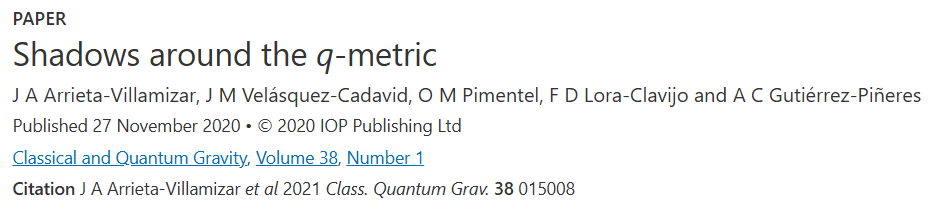 PAPER
Shadows around the q-metric
J A Arrieta-Villamizar, J M Velásquez-Cadavid, O M Pimentel, F D Lora-Clavijo and A C Gutiérrez-Piñeres
Published 27 November 2020 • © 2020 IOP Publishing Ltd
Classical and Quantum Gravity, Volume 38, Number 1
Citation J A Arrieta-Villamizar et al 2021 Class. Quantum Grav. 38 015008